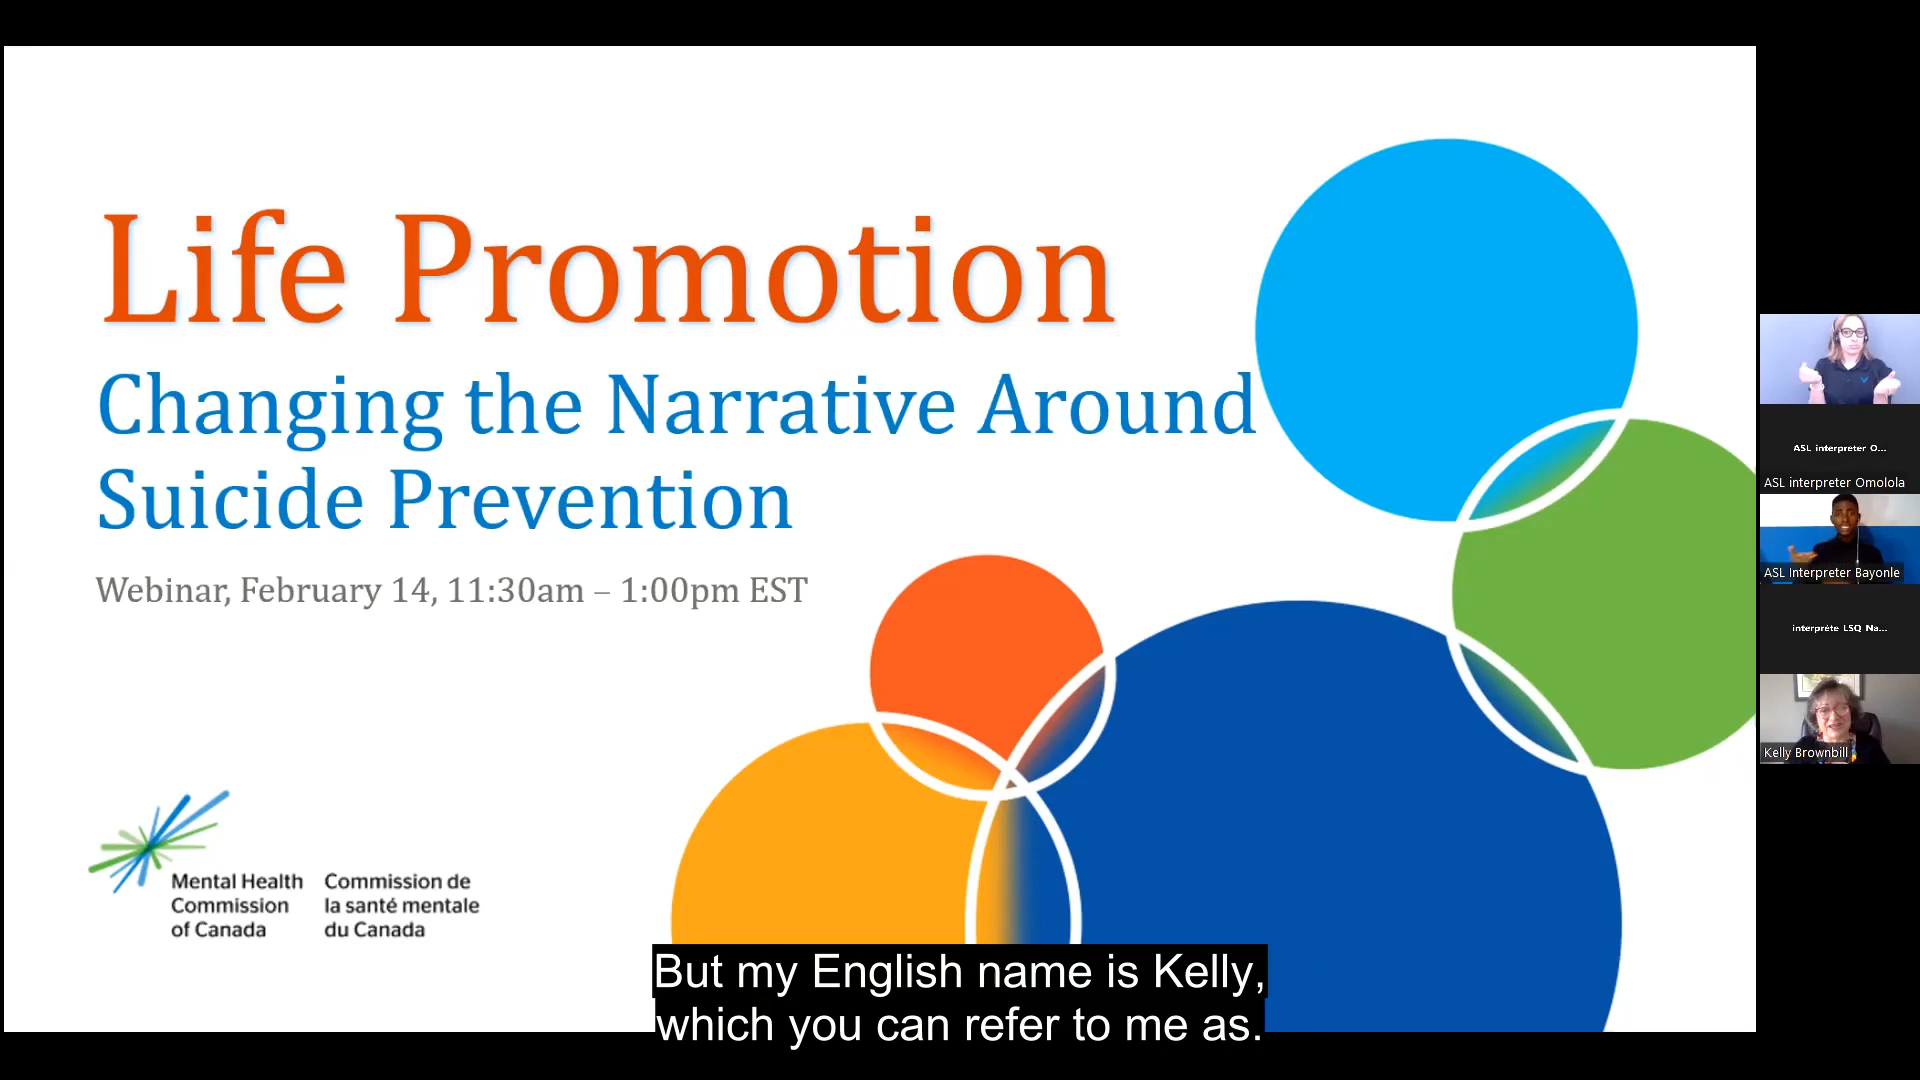 Life Promotion
Changing the Narrative Around
Suicide Prevention
Webinar, February 14, 11:30am – 1:00pm EST
Mental Health
Commission
of Canada
Commission de
la santé mentale
du Canada
But my English name is Kelly,
which you can refer to me as.
ASL interpreter O...
ASL interpreter Omolola
ASL Interpreter Bayonle
interprète LSQ Na...
Kelly Brownbill